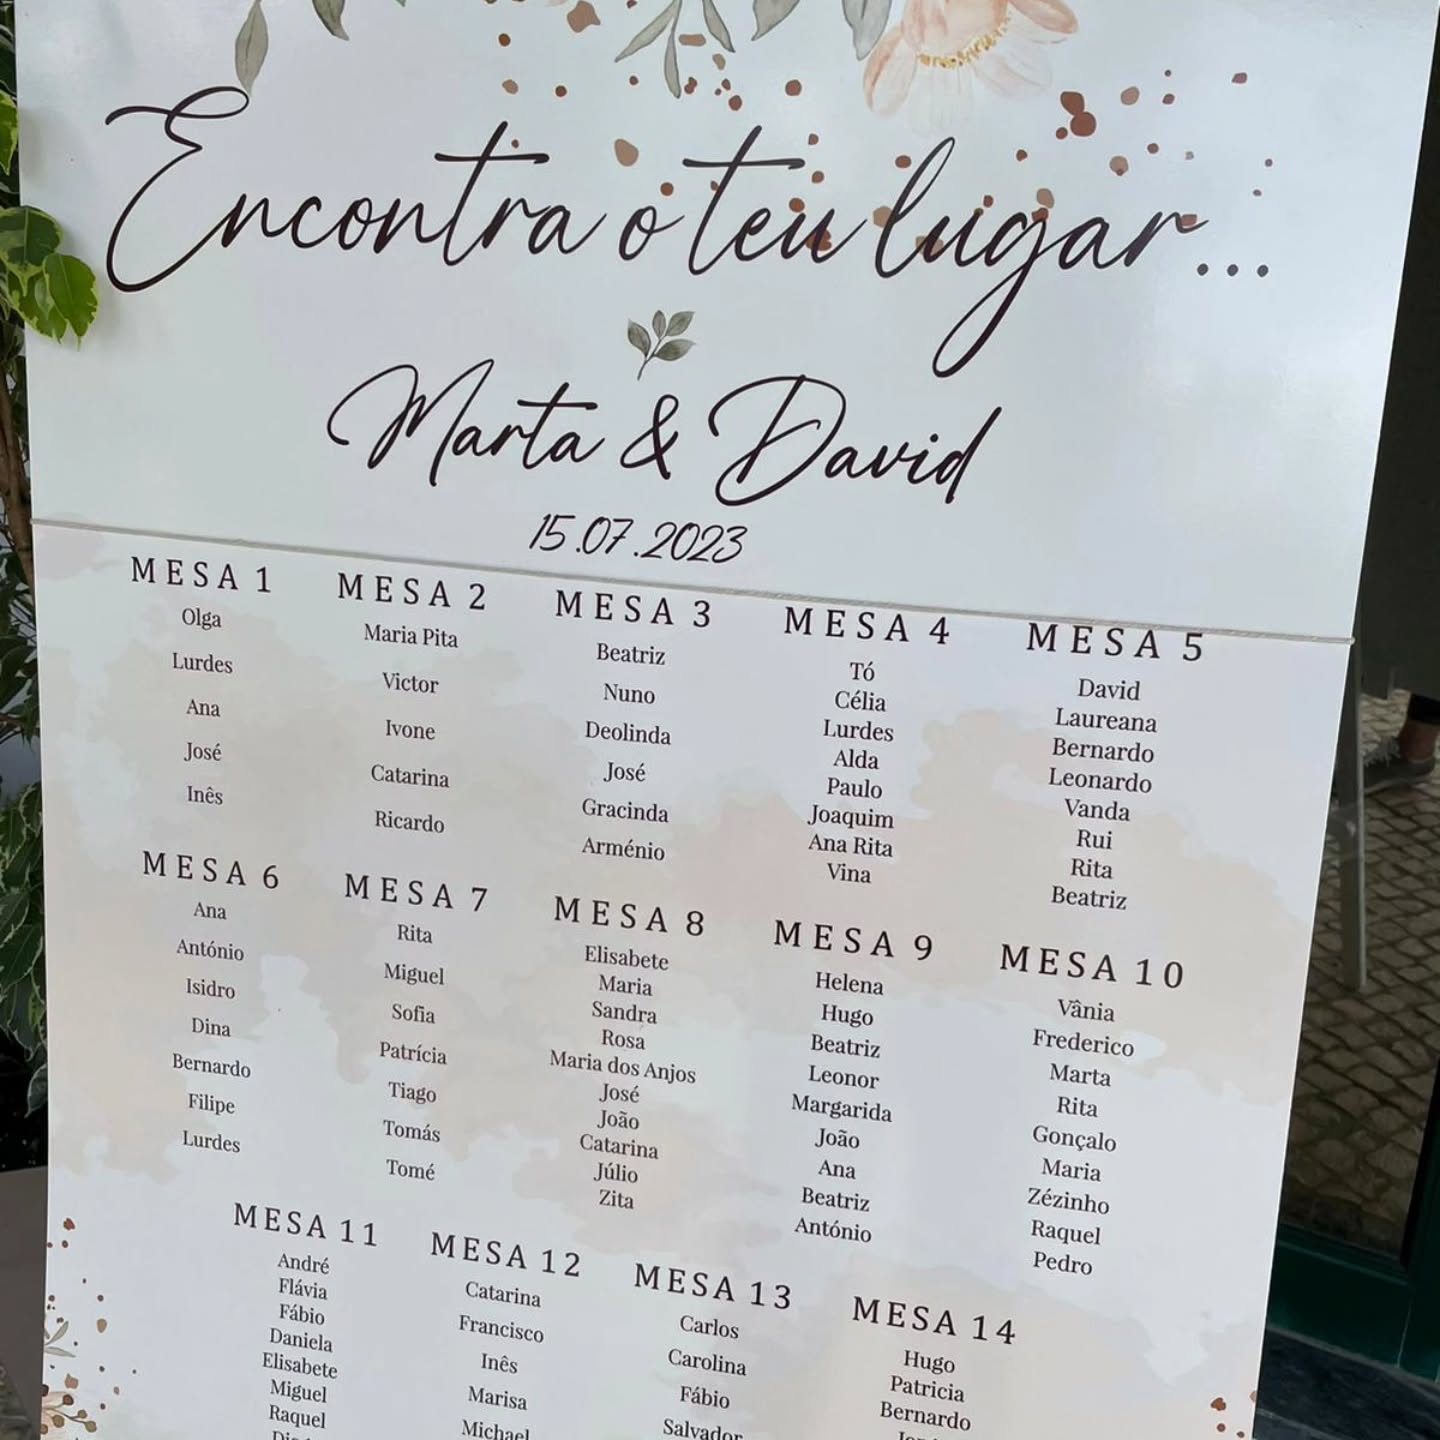 Encontra o teu lugar...
Marta & David
15.07.2023
MESA 1
Olga
Lurdes
Ana
José
Inês
MESA 2
Maria Pita
Victor
Ivone
Catarina
Ricardo
MESA 3
Beatriz
Nuno
Deolinda
José
Gracinda
Arménio
MESA 4
Tó
Célia
Lurdes
Alda
Paulo
Joaquim
Ana Rita
Vina
MESA 5
David
Laureana
Bernardo
Leonardo
Vanda
Rui
Rita
Beatriz
MESA 6
Ana
António
Isidro
Dina
Bernardo
Filipe
Lurdes
MESA 7
Rita
Miguel
Sofia
Patrícia
Tiago
Tomás
Tomé
MESA 8
Elisabete
Maria
Sandra
Rosa
Maria dos Anjos
José
João
Catarina
Júlio
Zita
MESA 9
Helena
Hugo
Beatriz
Leonor
Margarida
João
Ana
Beatriz
António
MESA 10
Vânia
Frederico
Marta
Rita
Gonçalo
Maria
Zézinho
Raquel
Pedro
MESA 11
André
Flávia
Fábio
Daniela
Elisabete
Miguel
Raquel
MESA 12
Catarina
Francisco
Inês
Marisa
Michael
MESA 13
Carlos
Carolina
Fábio
Salvador
MESA 14
Hugo
Patricia
Bernardo